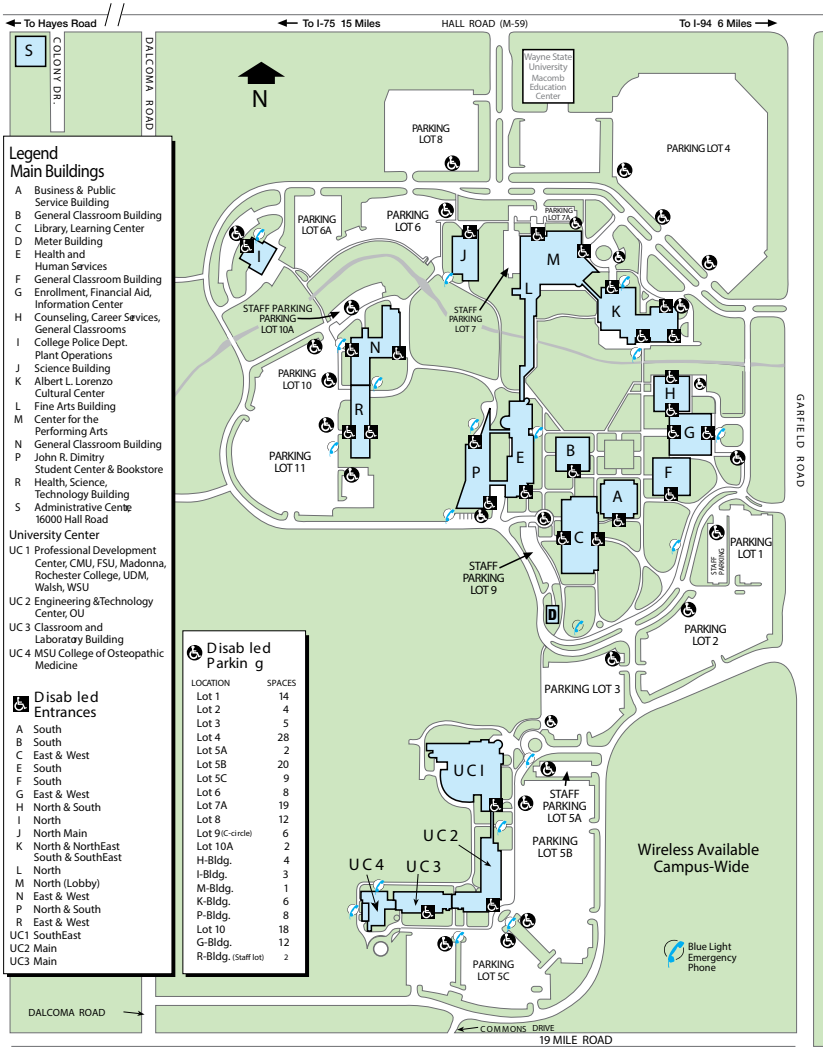 To Hayes Road
To I-75 15 Miles
HALL ROAD (M-59)
To I-94 6 Miles
S
COLONY DR.
DALCOMA ROAD
N
Wayne State
University
Macomb
Education
Center
PARKING
LOT 8
PARKING LOT 4
Legend
Main Buildings
A Business & Public
Service Building
B General Classroom Building
C Library, Learning Center
D Meter Building
E Health and
Human Services
F General Classroom Building
G Enrollment, Financial Aid,
Information Center
H Counseling, Career Services,
General Classrooms
I College Police Dept.
Plant Operations
J Science Building
K Albert L. Lorenzo
Cultural Center
L Fine Arts Building
M Center for the
Performing Arts
N General Classroom Building
P John R. Dimitry
Student Center & Bookstore
R Health, Science,
Technology Building
S Administrative Center,
16000 Hall Road
University Center
UC 1 Professional Development
Center, CMU, FSU, Madonna,
Rochester College, UDM,
Walsh, WSU
UC 2 Engineering & Technology
Center, OU
UC 3 Classroom and
Laboratory Building
UC 4 MSU College of Osteopathic
Medicine
Disab led
Entrances
A South
B South
C East & West
E South
F South
G East & West
H North & South
I North
J North Main
K North & NorthEast
South & SouthEast
L North
M North (Lobby)
N East & West
P North & South
R East & West
UC1 SouthEast
UC2 Main
UC3 Main
Disab led
Parkin g
LOCATION SPACES
Lot 1 14
Lot 2 4
Lot 3 5
Lot 4 28
Lot 5A 2
Lot 5B 20
Lot 5C 9
Lot 6 8
Lot 7A 19
Lot 8 12
Lot 9 (C-circle) 6
Lot 10A 2
H-Bldg. 4
I-Bldg. 3
M-Bldg. 1
K-Bldg. 6
P-Bldg. 8
Lot 10 18
G-Bldg. 12
R-Bldg. (Staff lot) 2
PARKING
LOT 6A
PARKING
LOT 6
PARKING
LOT 7A
I
J
M
L
K
STAFF PARKING
PARKING
LOT 10A
STAFF
PARKING
LOT 7
N
PARKING
LOT 10
R
PARKING
LOT 11
H
G
P
E
B
F
A
C
D
GARFIELD ROAD
STAFF
PARKING
LOT 9
STAFF
PARKING
PARKING
LOT 1
PARKING
LOT 2
PARKING LOT 3
UC I
STAFF
PARKING
LOT 5A
UC 2
PARKING
LOT 5B
UC 4
UC 3
Wireless Available
Campus-Wide
PARKING
LOT 5C
Blue Light
Emergency
Phone
DALCOMA ROAD
COMMONS DRIVE
19 MILE ROAD